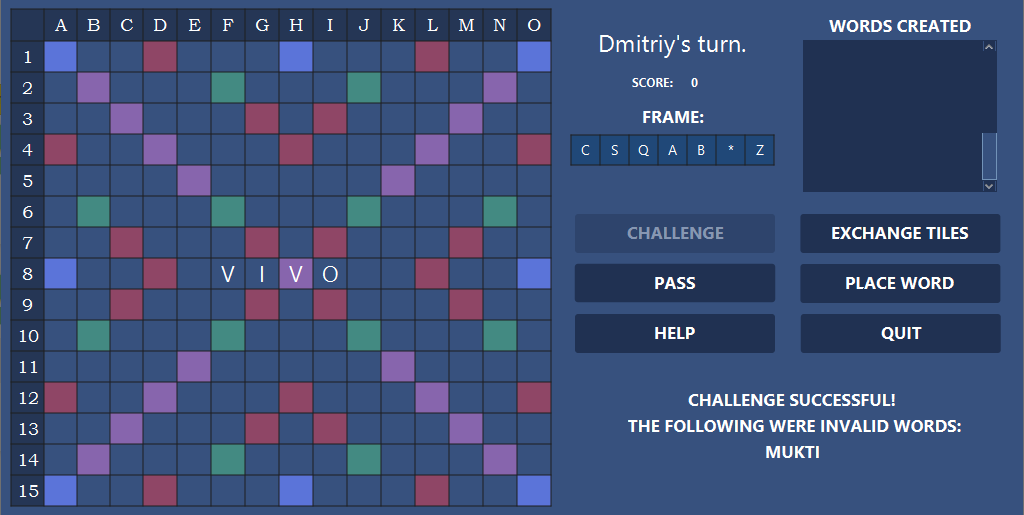 A B C D E F G H I J K L M N O
1
2
3
4
5
6
7
8 V I V O
9
10
11
12
13
14
15
Dmitriy's turn.
SCORE: 0
FRAME:
C S Q A B * Z
WORDS CREATED
CHALLENGE
EXCHANGE TILES
PASS
PLACE WORD
HELP
QUIT
CHALLENGE SUCCESSFUL!
THE FOLLOWING WERE INVALID WORDS:
MUKTI